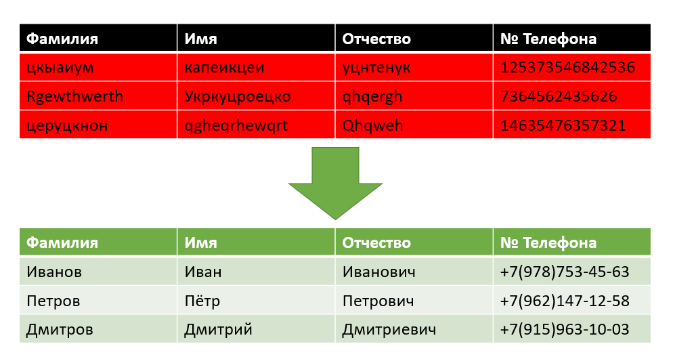 Фамилия Имя Отчество № Телефона
цкыаиум капеикцеи уцнтенук 125373546842536
Rgewthwerth Укркуцроецко qhqergh 7364562435626
церуцкнон qgheqrhewqrt Qhqweh 14635476357321
Фамилия Имя Отчество № Телефона
Иванов Иван Иванович +7(978)753-45-63
Петров Пётр Петрович +7(962)147-12-58
Дмитров Дмитрий Дмитриевич +7(915)963-10-03